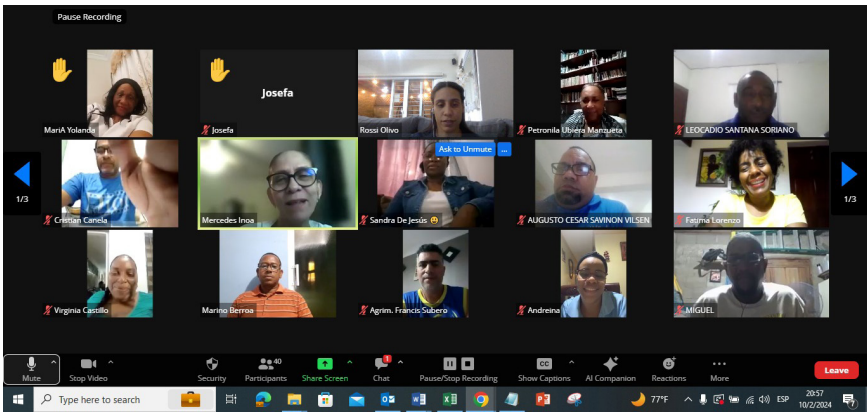 Pause Recording
Josefa
MariA Yolanda
Josefa
Rossi Olivo
Petronila Ubiera Manzueta
LEOCADIO SANTANA SORIANO
Ask to Unmute ...
1/3
1/3
Cristian Canela
Mercedes Inoa
Sandra De Jesús
AUGUSTO CESAR SAVINON VILSEN
Fatima Lorenzo
Virginia Castillo
Marino Berroa
Agrim. Francis Subero
Andreina
MIGUEL
40
1
CC
Mute
Stop Video
Security
Participants
Share Screen
Chat
Pause/Stop Recording
Show Captions
AI Companion
Reactions
More
Leave
Type here to search
77°F
ESP
20:57
10/2/2024